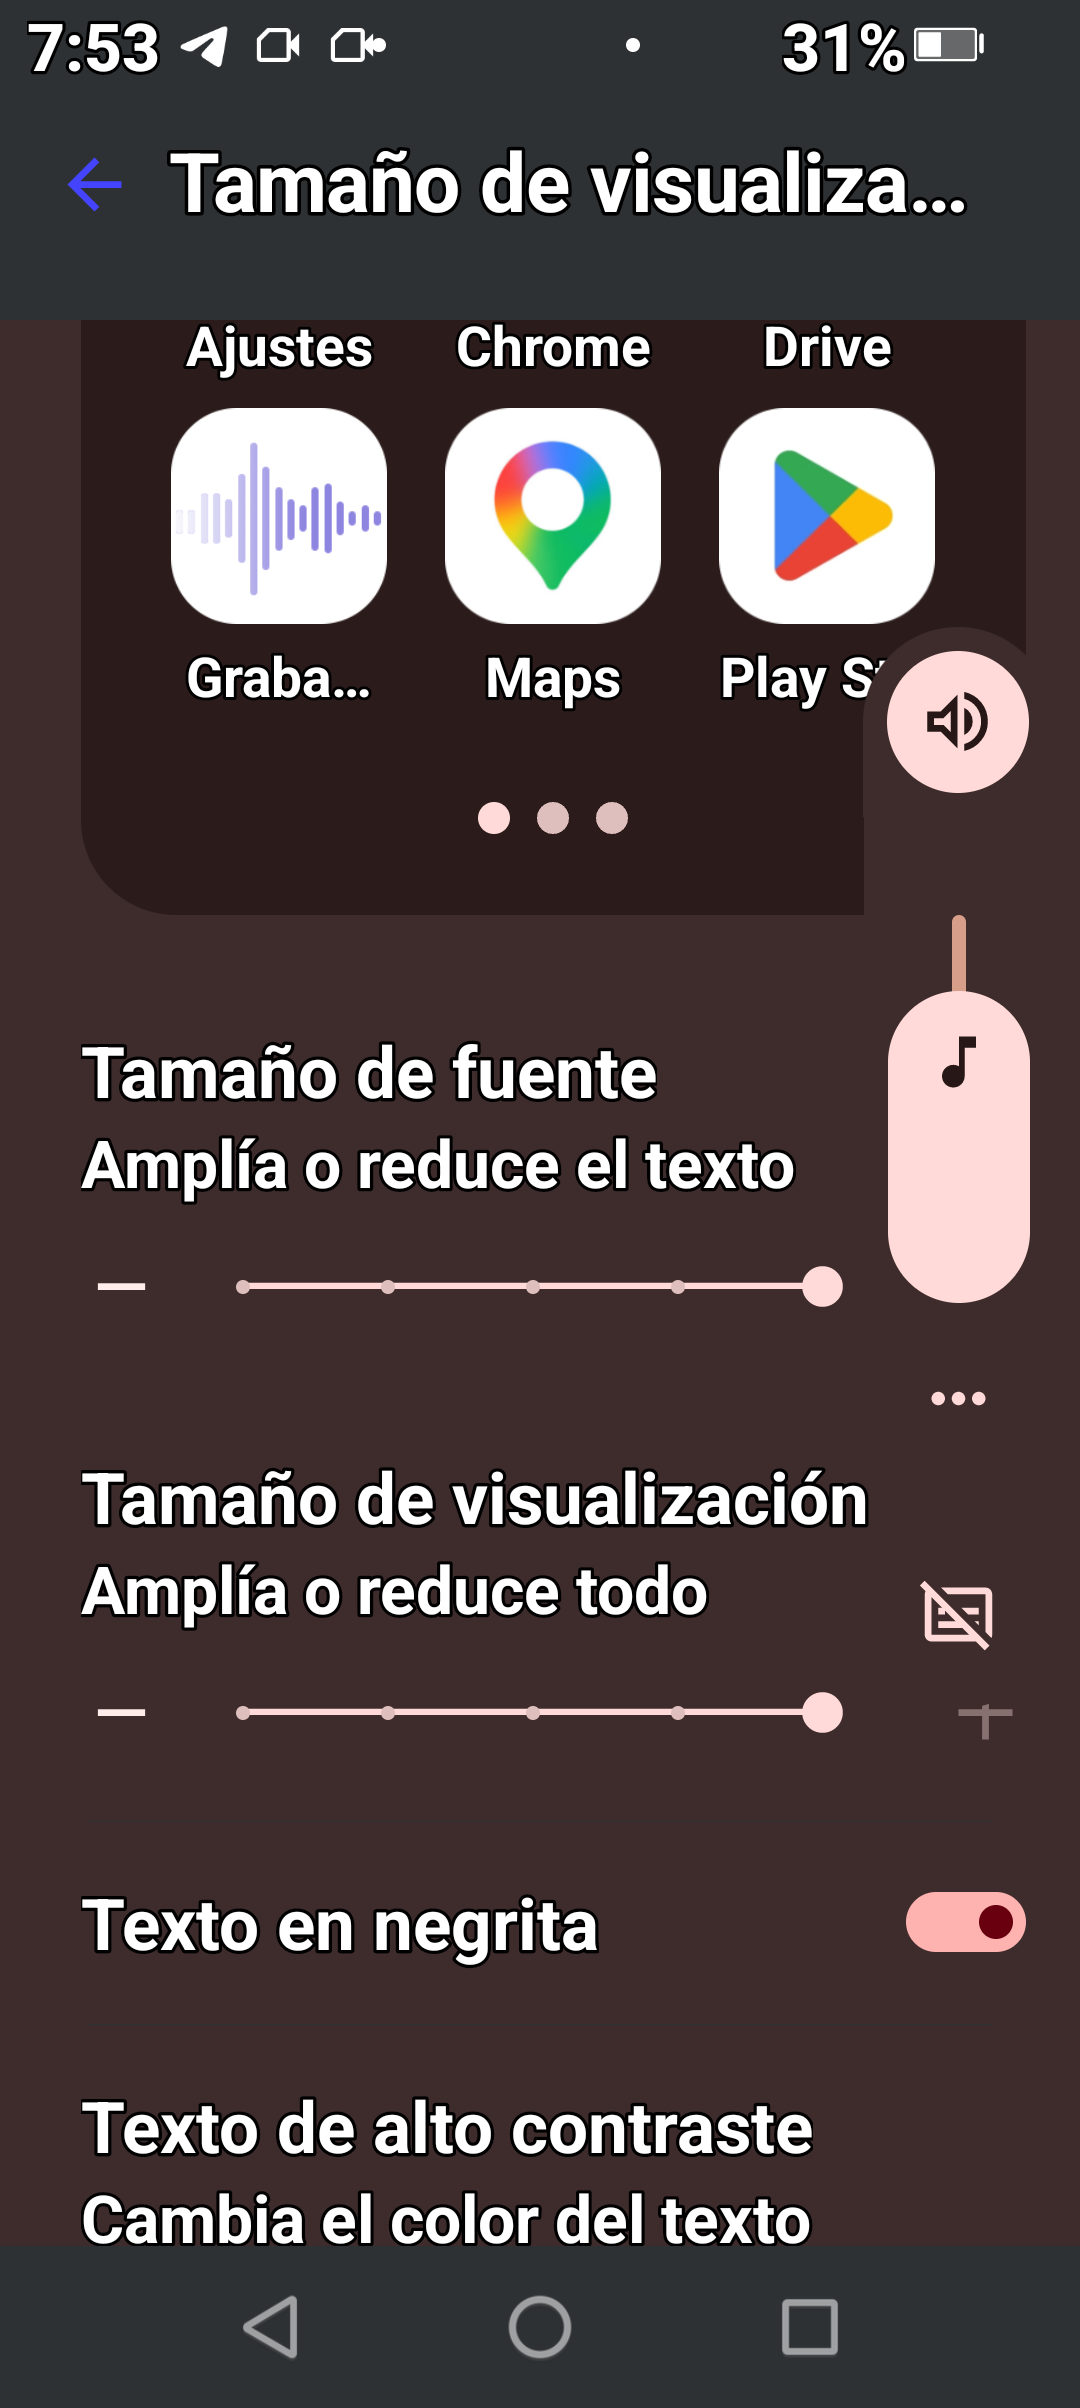 7:53 31%
Tamaño de visualiza...
Ajustes Chrome Drive
Graba... Maps Play
Tamaño de fuente
Amplía o reduce el texto
Tamaño de visualización
Amplía o reduce todo
Texto en negrita
Texto de alto contraste
Cambia el color del texto